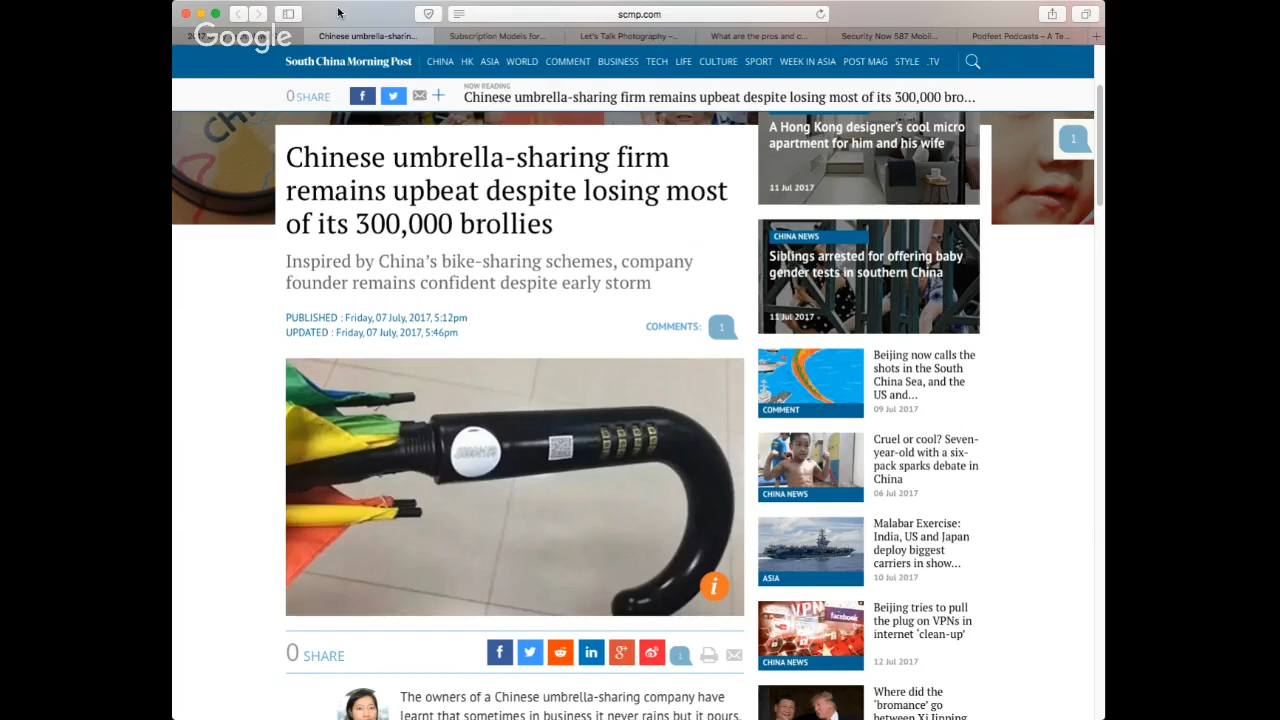 scmp.com
Google
Chinese umbrella-sharin...
Subscription Models for...
Let's Talk Photography –...
What are the pros and c...
Security Now 587 Mobil...
Podfeet Podcasts – A Te...
South China Morning Post
CHINA HK ASIA WORLD COMMENT BUSINESS TECH LIFE CULTURE SPORT WEEK IN ASIA POST MAG STYLE .TV
0 SHARE
NOW READING
Chinese umbrella-sharing firm remains upbeat despite losing most of its 300,000 bro...
1
Chinese umbrella-sharing firm
remains upbeat despite losing most
of its 300,000 brollies
Inspired by China's bike-sharing schemes, company
founder remains confident despite early storm
PUBLISHED : Friday, 07 July, 2017, 5:12pm
UPDATED : Friday, 07 July, 2017, 5:46pm
COMMENTS: 1
0 SHARE
1
The owners of a Chinese umbrella-sharing company have
learnt that sometimes in business it never rains but it pours,
A Hong Kong designer's cool micro
apartment for him and his wife
11 Jul 2017
CHINA NEWS
Siblings arrested for offering baby
gender tests in southern China
11 Jul 2017
COMMENT
Beijing now calls the
shots in the South
China Sea, and the
US and...
09 Jul 2017
CHINA NEWS
Cruel or cool? Seven-
year-old with a six-
pack sparks debate in
China
06 Jul 2017
ASIA
Malabar Exercise:
India, US and Japan
deploy biggest
carriers in show...
10 Jul 2017
VPN
facebook
CHINA NEWS
Beijing tries to pull
the plug on VPNs in
internet 'clean-up'
12 Jul 2017
Where did the
'bromance' go
between Xi Jinping